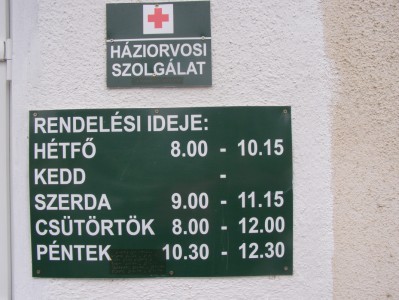 HÁZIORVOSI
SZOLGÁLAT
RENDELÉSI IDEJE:
HÉTFŐ 8.00 - 10.15
KEDD -
SZERDA 9.00 - 11.15
CSÜTÖRTÖK 8.00 - 12.00
PÉNTEK 10.30 - 12.30